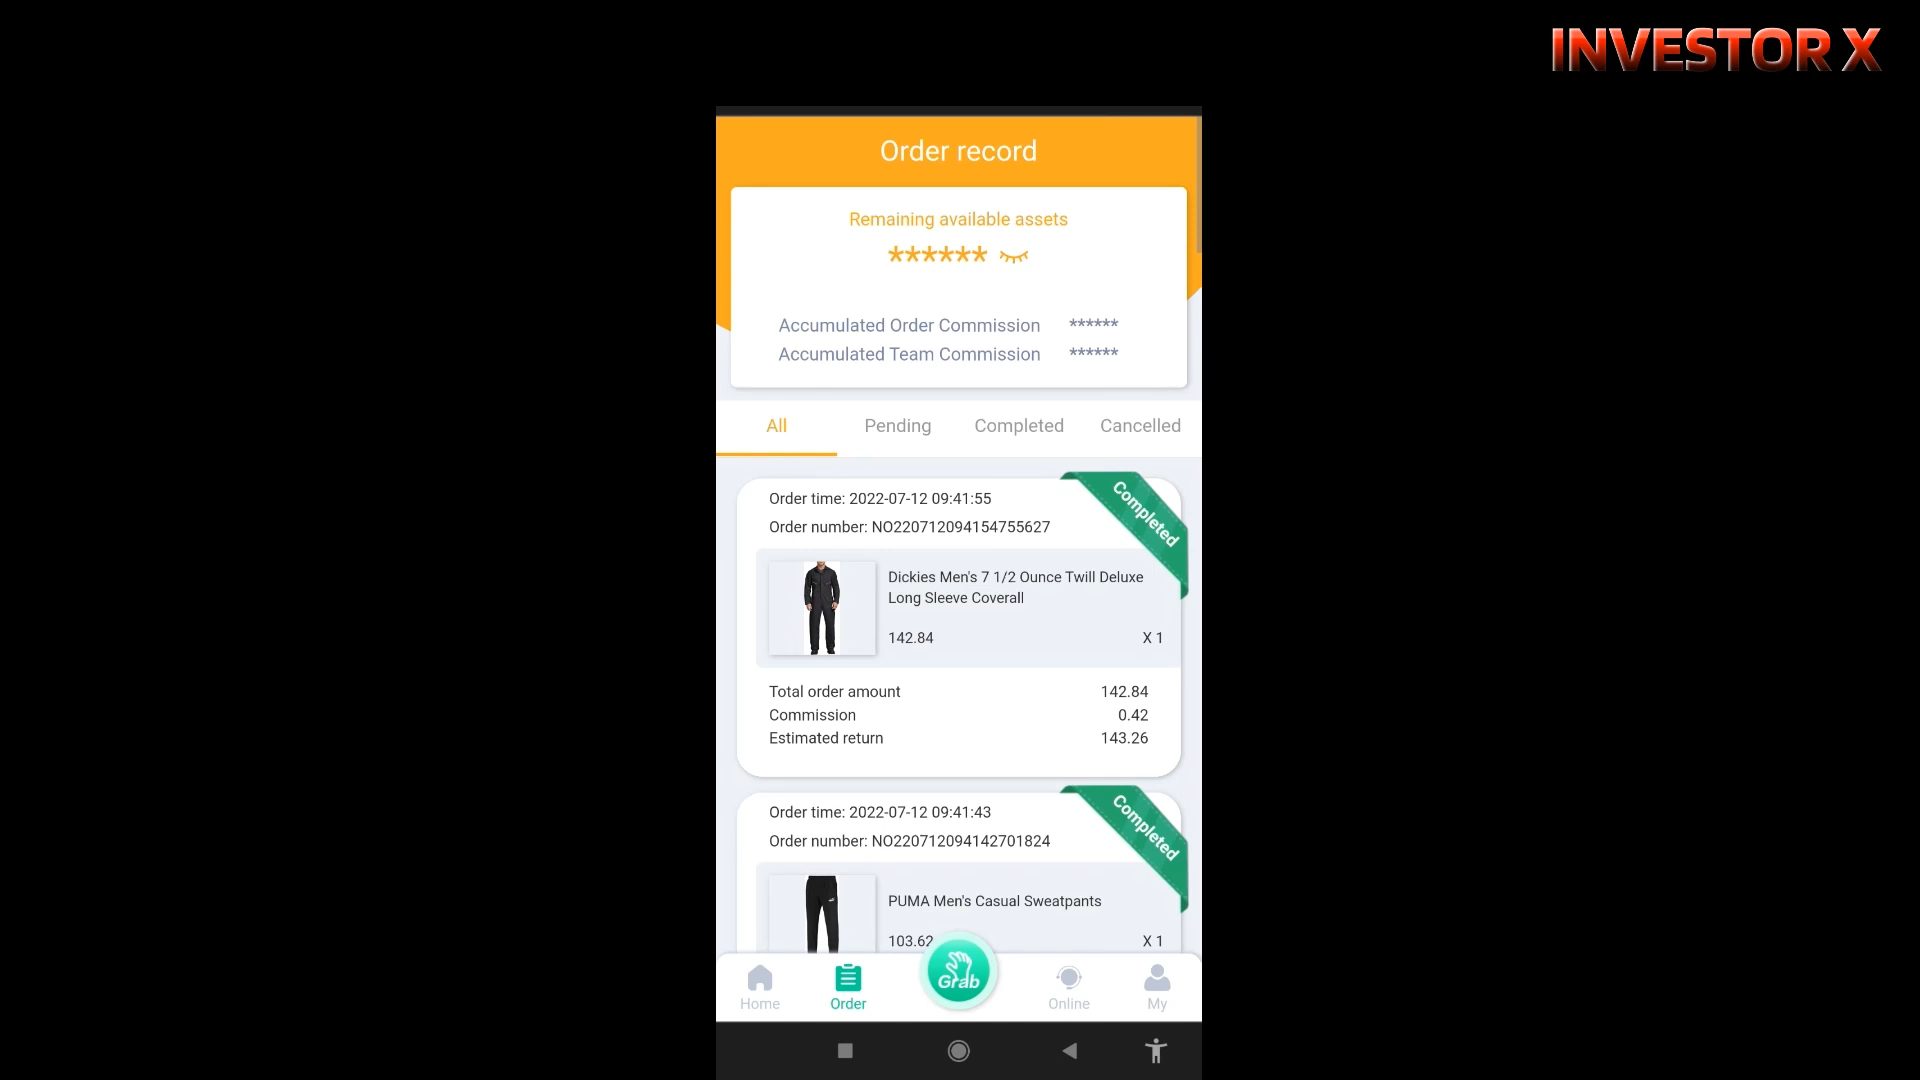 INVESTOR X
Order record
Remaining available assets
******
Accumulated Order Commission ******
Accumulated Team Commission ******
All Pending Completed Cancelled
Completed
Order time: 2022-07-12 09:41:55
Order number: NO220712094154755627
Dickies Men's 7 1/2 Ounce Twill Deluxe
Long Sleeve Coverall
142.84 X 1
Total order amount 142.84
Commission 0.42
Estimated return 143.26
Completed
Order time: 2022-07-12 09:41:43
Order number: NO220712094142701824
PUMA Men's Casual Sweatpants
103.62 X 1
Grab
Home Order Online My